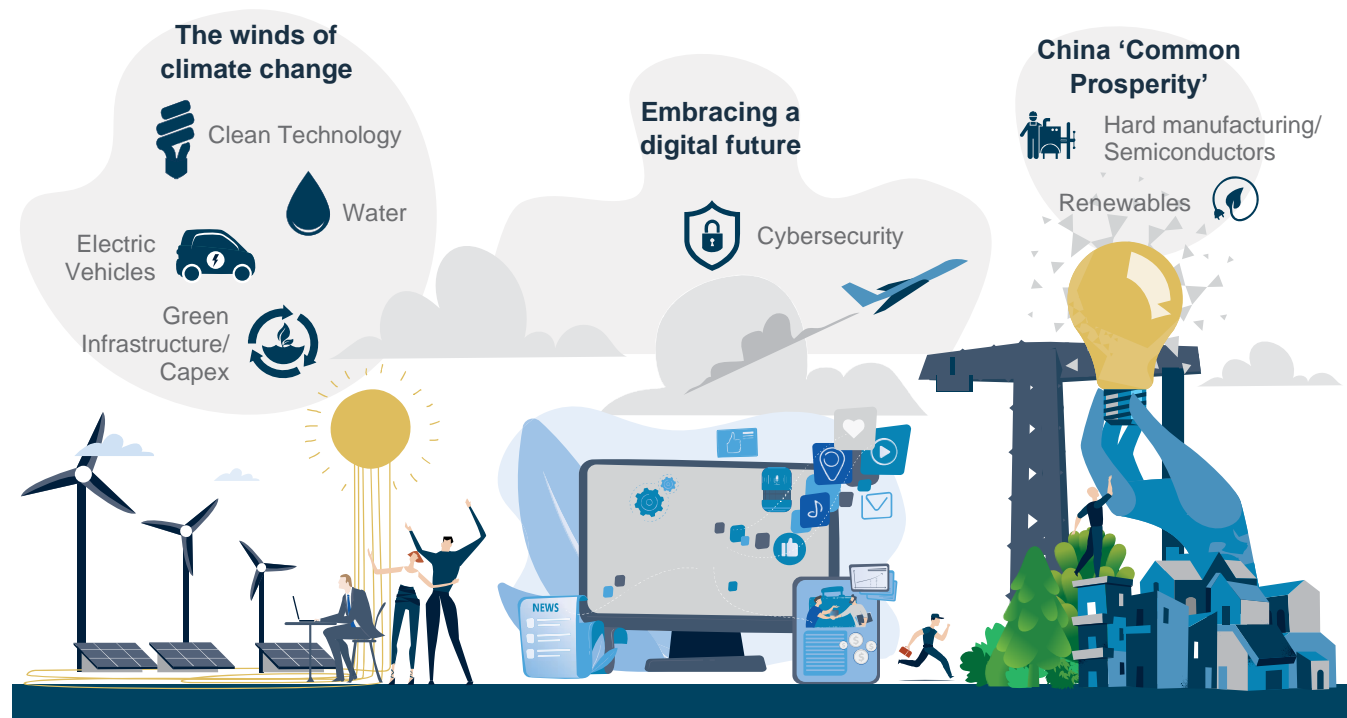 The winds of
climate change
Clean Technology
Water
Electric
Vehicles
Green
Infrastructure/
Capex
Embracing a
digital future
Cybersecurity
China ‘Common
Prosperity’
Hard manufacturing/
Semiconductors
Renewables
NEWS
$
$
$